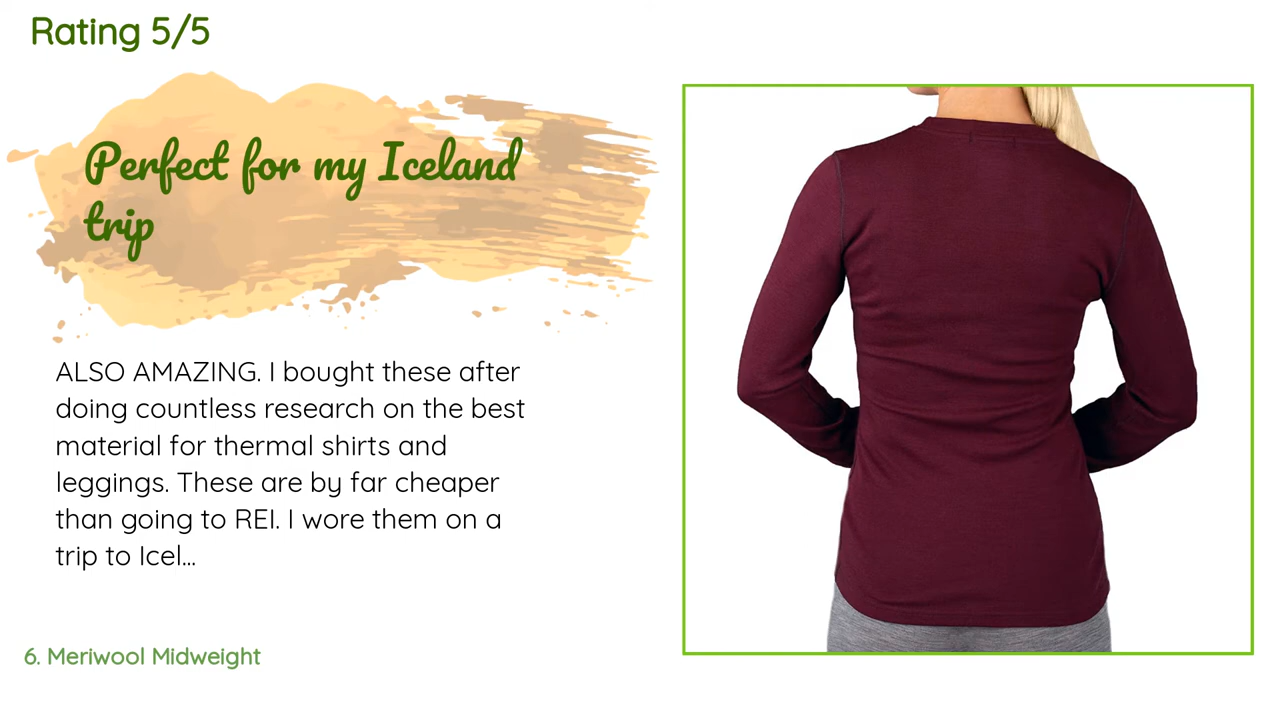 Rating 5/5
Perfect for my Iceland
trip
ALSO AMAZING. I bought these after
doing countless research on the best
material for thermal shirts and
leggings. These are by far cheaper
than going to REI. I wore them on a
trip to Icel...
6. Meriwool Midweight